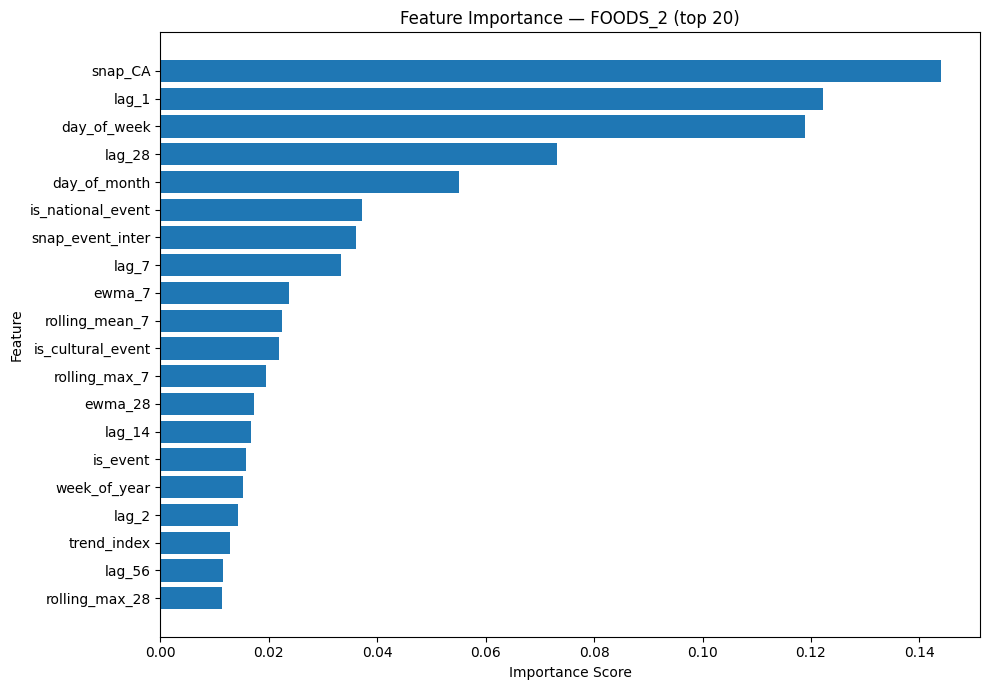 Feature Importance — FOODS_2 (top 20)
snap_CA
lag_1
day_of_week
lag_28
day_of_month
is_national_event
snap_event_inter
lag_7
ewma_7
rolling_mean_7
is_cultural_event
rolling_max_7
ewma_28
lag_14
is_event
week_of_year
lag_2
trend_index
lag_56
rolling_max_28
Feature
0.00 0.02 0.04 0.06 0.08 0.10 0.12 0.14
Importance Score